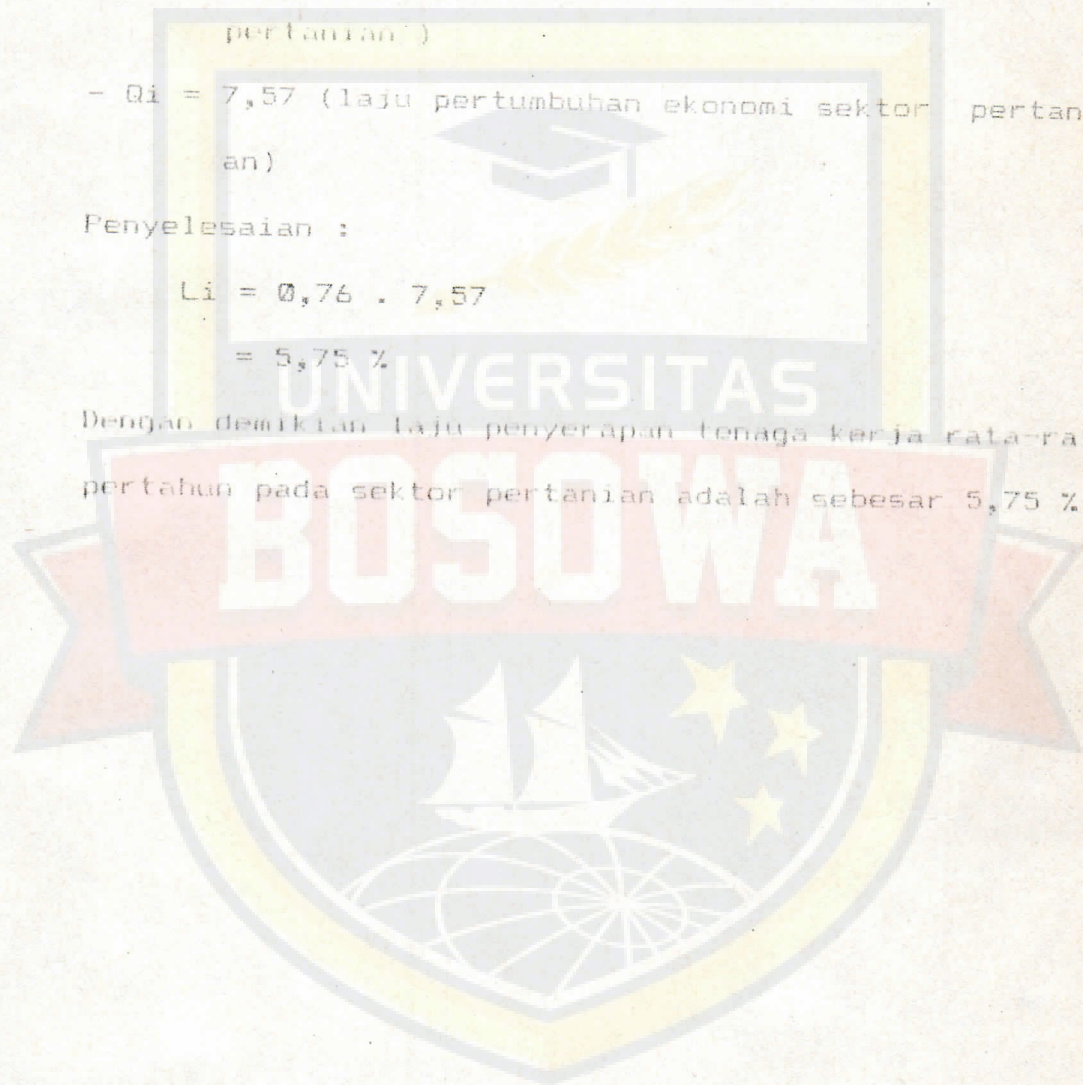 pertanian')
- Qi = 7,57 (laju pertumbuhan ekonomi sektor pertan
an)
Penyelesaian :
Li = 0,76 . 7,57
= 5,75 %
UNIVERSITAS
Dengan demikian laju penyerapan tenaga kerja rata-ra
BOSOWA
pertahun pada sektor pertanian adalah sebesar 5,75 %